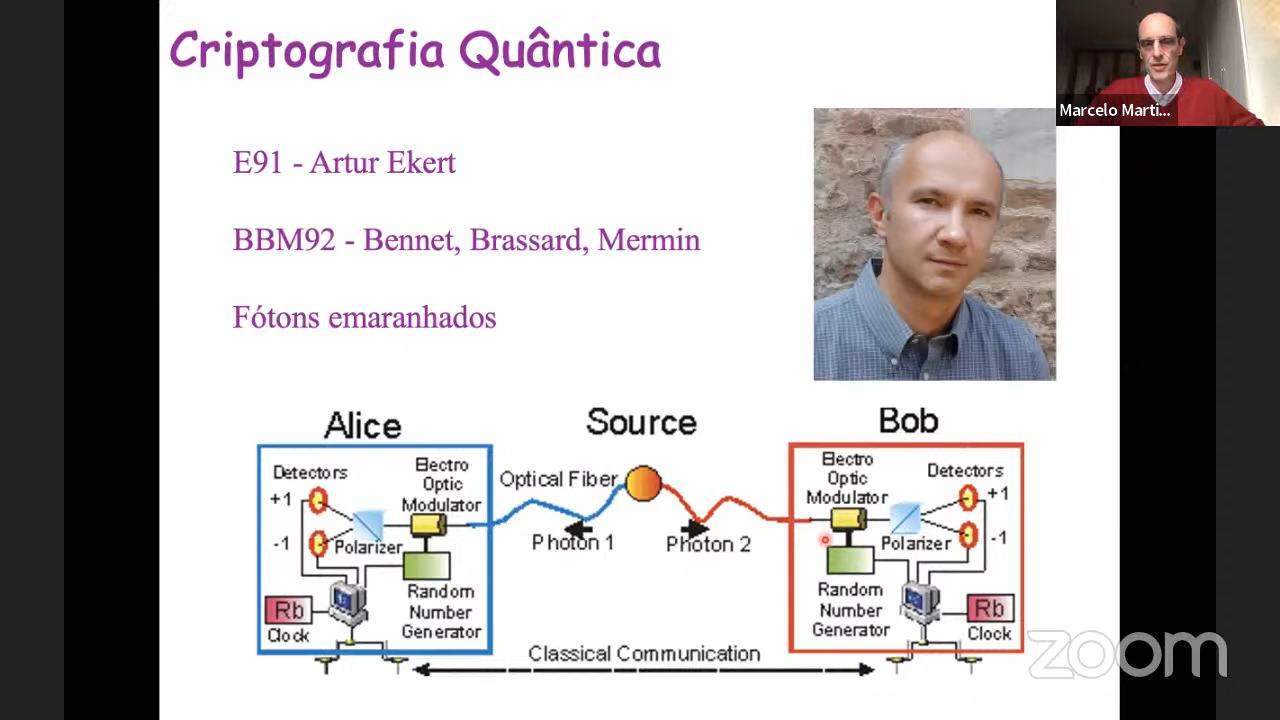 Criptografia Quântica
Marcelo Marti...
E91 - Artur Ekert
BBM92 - Bennet, Brassard, Mermin
Fótons emaranhados
Alice
Source
Bob
Detectors
+1
-1
Polarizer
Electro
Optic
Modulator
Random
Number
Generator
Rb
Clock
Optical Fiber
Photon 1
Photon 2
Electro
Optic
Modulator
Detectors
+1
-1
Polarizer
Random
Number
Generator
Rb
Clock
Classical Communication
zoom